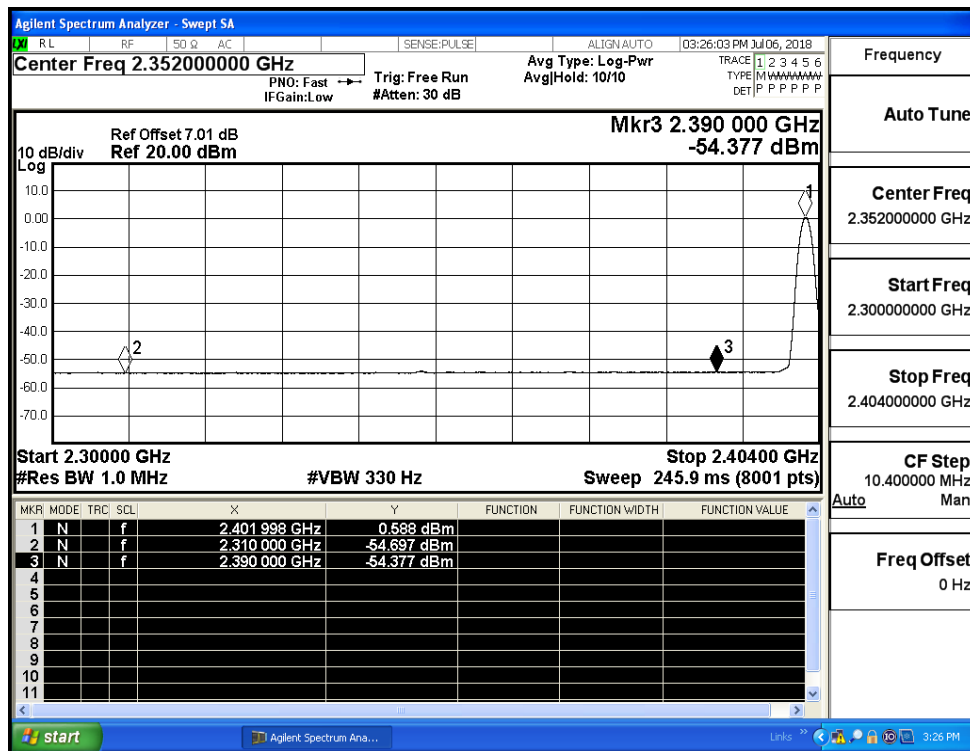 Agilent Spectrum Analyzer - Swept SA
LXI RL RF 50 Ω AC SENSE:PULSE ALIGN AUTO 03:26:03 PM Jul 06, 2018
Center Freq 2.352000000 GHz
PNO: Fast
IFGain:Low
Trig: Free Run
#Atten: 30 dB
Avg Type: Log-Pwr
Avg|Hold: 10/10
TRACE 1 2 3 4 5 6
TYPE M W W W W W
DET P P P P P P
Mkr3 2.390 000 GHz
-54.377 dBm
Ref Offset 7.01 dB
10 dB/div Ref 20.00 dBm
Log
10.0
0.00
-10.0
-20.0
-30.0
-40.0
-50.0
-60.0
-70.0
1
2
3
Start 2.30000 GHz Stop 2.40400 GHz
#Res BW 1.0 MHz #VBW 330 Hz Sweep 245.9 ms (8001 pts)
MKR MODE TRC SCL X Y FUNCTION FUNCTION WIDTH FUNCTION VALUE
1 N f 2.401 998 GHz 0.588 dBm
2 N f 2.310 000 GHz -54.697 dBm
3 N f 2.390 000 GHz -54.377 dBm
4
5
6
7
8
9
10
11
Frequency
Auto Tune
Center Freq
2.352000000 GHz
Start Freq
2.300000000 GHz
Stop Freq
2.404000000 GHz
CF Step
10.400000 MHz
Auto Man
Freq Offset
0 Hz
start
Agilent Spectrum Ana...
Links
3:26 PM